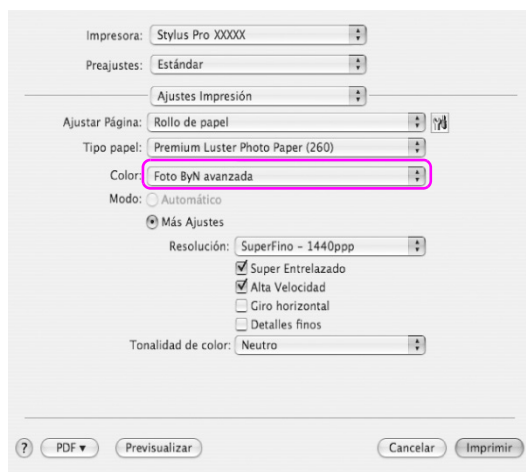 Impresora: Stylus Pro XXXXX
Preajustes: Estándar
Ajustes Impresión
Ajustar Página: Rollo de papel
Tipo papel: Premium Luster Photo Paper (260)
Color: Foto ByN avanzada
Modo: Automático
Más Ajustes
Resolución: SuperFino - 1440ppp
Super Entrelazado
Alta Velocidad
Giro horizontal
Detalles finos
Tonalidad de color: Neutro
? PDF ▼ Previsualizar Cancelar Imprimir